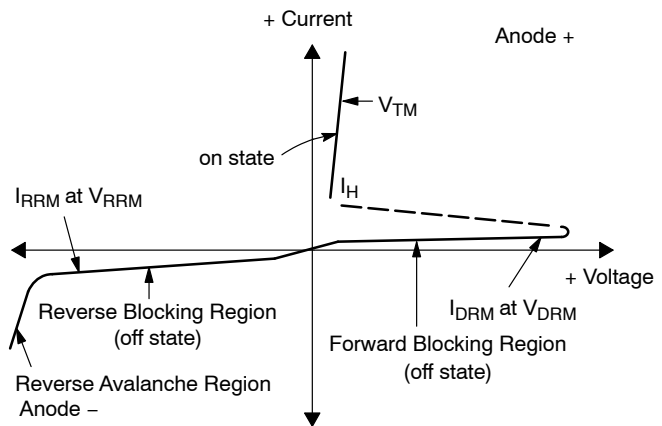 + Current
Anode +
V_TM
on state
I_H
I_RRM at V_RRM
+ Voltage
I_DRM at V_DRM
Reverse Blocking Region
(off state)
Forward Blocking Region
(off state)
Reverse Avalanche Region
Anode −